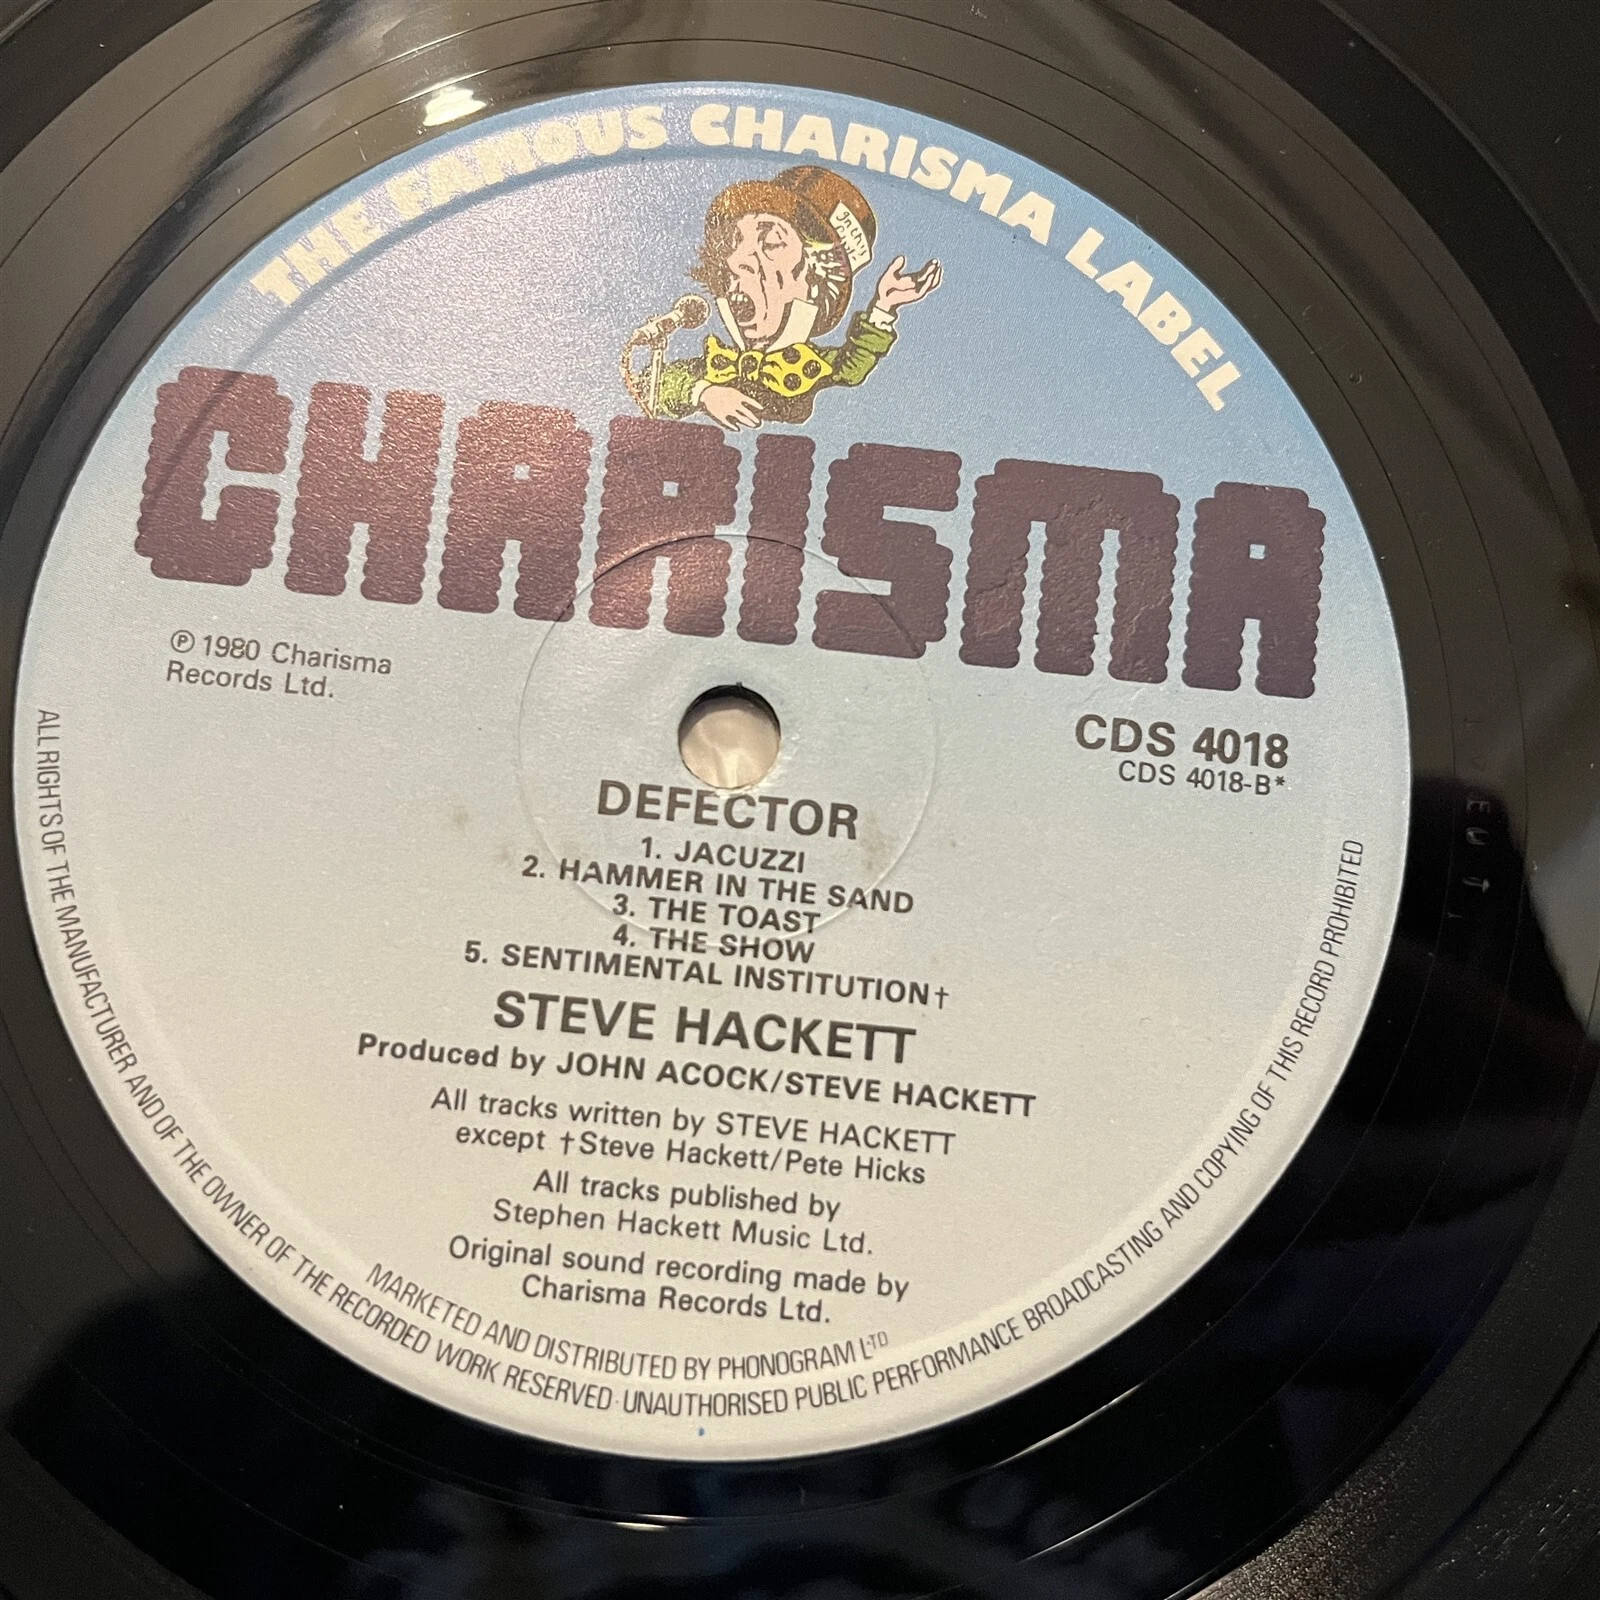 THE FAMOUS CHARISMA LABEL
In this
CHARISMA
℗ 1980 Charisma
Records Ltd.
CDS 4018
CDS 4018-B*
DEFECTOR
1. JACUZZI
2. HAMMER IN THE SAND
3. THE TOAST
4. THE SHOW
5. SENTIMENTAL INSTITUTION†
STEVE HACKETT
Produced by JOHN ACOCK/STEVE HACKETT
All tracks written by STEVE HACKETT
except †Steve Hackett/Pete Hicks
All tracks published by
Stephen Hackett Music Ltd.
Original sound recording made by
Charisma Records Ltd.
MARKETED AND DISTRIBUTED BY PHONOGRAM LTD
ALL RIGHTS OF THE MANUFACTURER AND OF THE OWNER OF THE RECORDED WORK RESERVED·UNAUTHORISED PUBLIC PERFORMANCE BROADCASTING AND COPYING OF THIS RECORD PROHIBITED